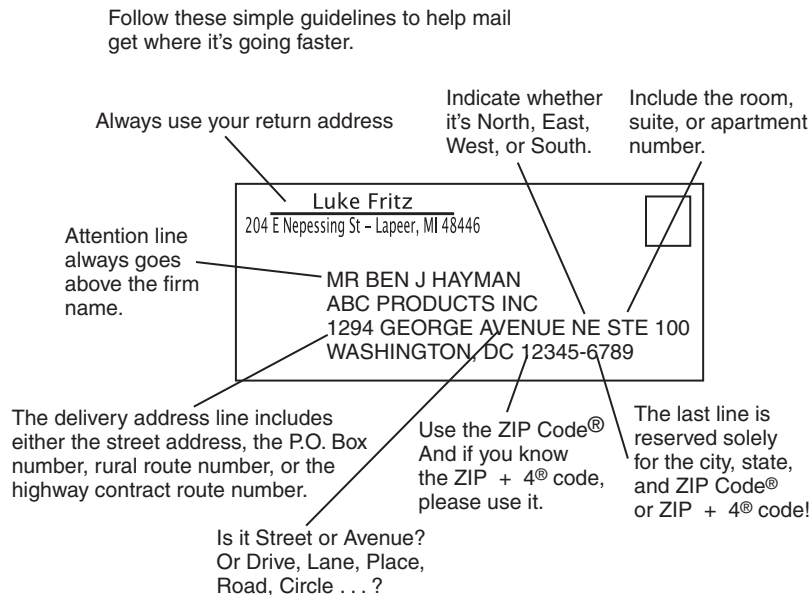 Follow these simple guidelines to help mail
get where it's going faster.
Always use your return address
Indicate whether
it's North, East,
West, or South.
Include the room,
suite, or apartment
number.
Luke Fritz
204 E Nepessing St – Lapeer, MI 48446
Attention line
always goes
above the firm
name.
MR BEN J HAYMAN
ABC PRODUCTS INC
1294 GEORGE AVENUE NE STE 100
WASHINGTON, DC 12345-6789
The delivery address line includes
either the street address, the P.O. Box
number, rural route number, or the
highway contract route number.
Use the ZIP Code®
And if you know
the ZIP + 4® code,
please use it.
The last line is
reserved solely
for the city, state,
and ZIP Code®
or ZIP + 4® code!
Is it Street or Avenue?
Or Drive, Lane, Place,
Road, Circle . . . ?